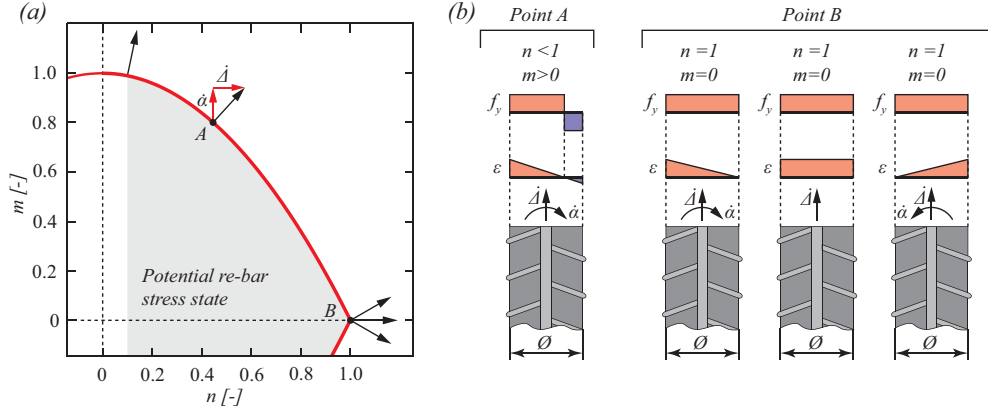 (a)
1.0
0.8
0.6
0.4
0.2
0
m [-]
Δ̇
α̇
A
Potential re-bar
stress state
B
0
0.2
0.4
0.6
0.8
1.0
n [-]
(b)
Point A
Point B
n <1
m>0
n =1
m=0
n =1
m=0
n =1
m=0
f_y
f_y
f_y
f_y
ε
ε
ε
ε
Δ̇
α̇
Δ̇
α̇
Δ̇
α̇
Δ̇
Ø
Ø
Ø
Ø